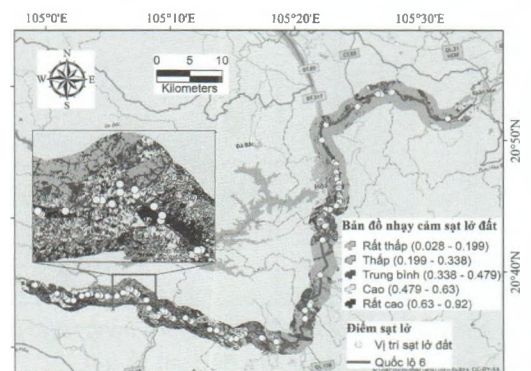 105°0'E
105°10'E
105°20'E
105°30'E
N
W
E
S
0 5 10
Kilometers
Đà Bắc
20°50'N
20°40'N
Bản đồ nhạy cảm sạt lở đất
Rất thấp (0.028 - 0.199)
Thấp (0.199 - 0.338)
Trung bình (0.338 - 0.479)
Cao (0.479 - 0.63)
Rất cao (0.63 - 0.92)
Điểm sạt lở
Vị trí sạt lở đất
Quốc lộ 6